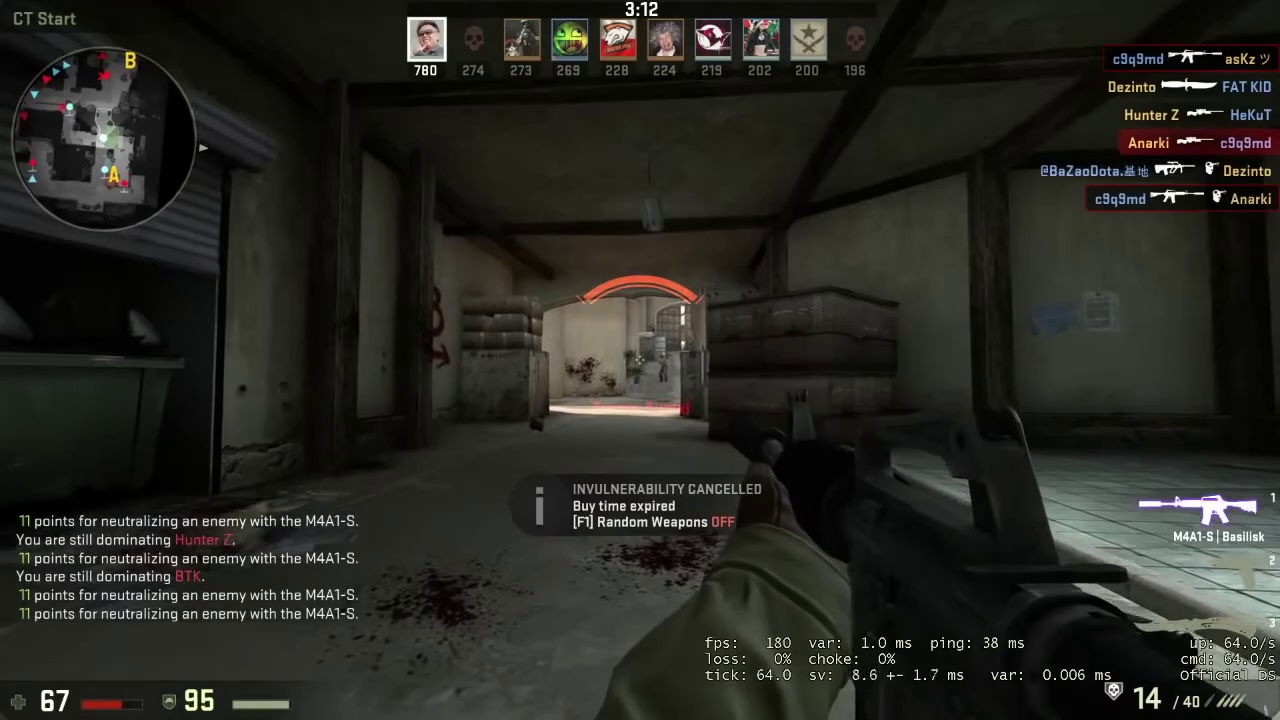 CT Start
3:12
780 274 273 269 228 224 219 202 200 196
B
A
c9q9md asKz ツ
Dezinto FAT KID
Hunter Z HeKuT
Anarki c9q9md
@BaZaoDota.基地 Dezinto
c9q9md Anarki
INVULNERABILITY CANCELLED
Buy time expired
[F1] Random Weapons OFF
1
M4A1-S | Basilisk
2
3
11 points for neutralizing an enemy with the M4A1-S.
You are still dominating Hunter Z.
11 points for neutralizing an enemy with the M4A1-S.
You are still dominating BTK.
11 points for neutralizing an enemy with the M4A1-S.
11 points for neutralizing an enemy with the M4A1-S.
fps: 180 var: 1.0 ms ping: 38 ms up: 64.0/s
loss: 0% choke: 0% cmd: 64.0/s
tick: 64.0 sv: 8.6 +- 1.7 ms var: 0.006 ms Official DS
67 95 14 / 40